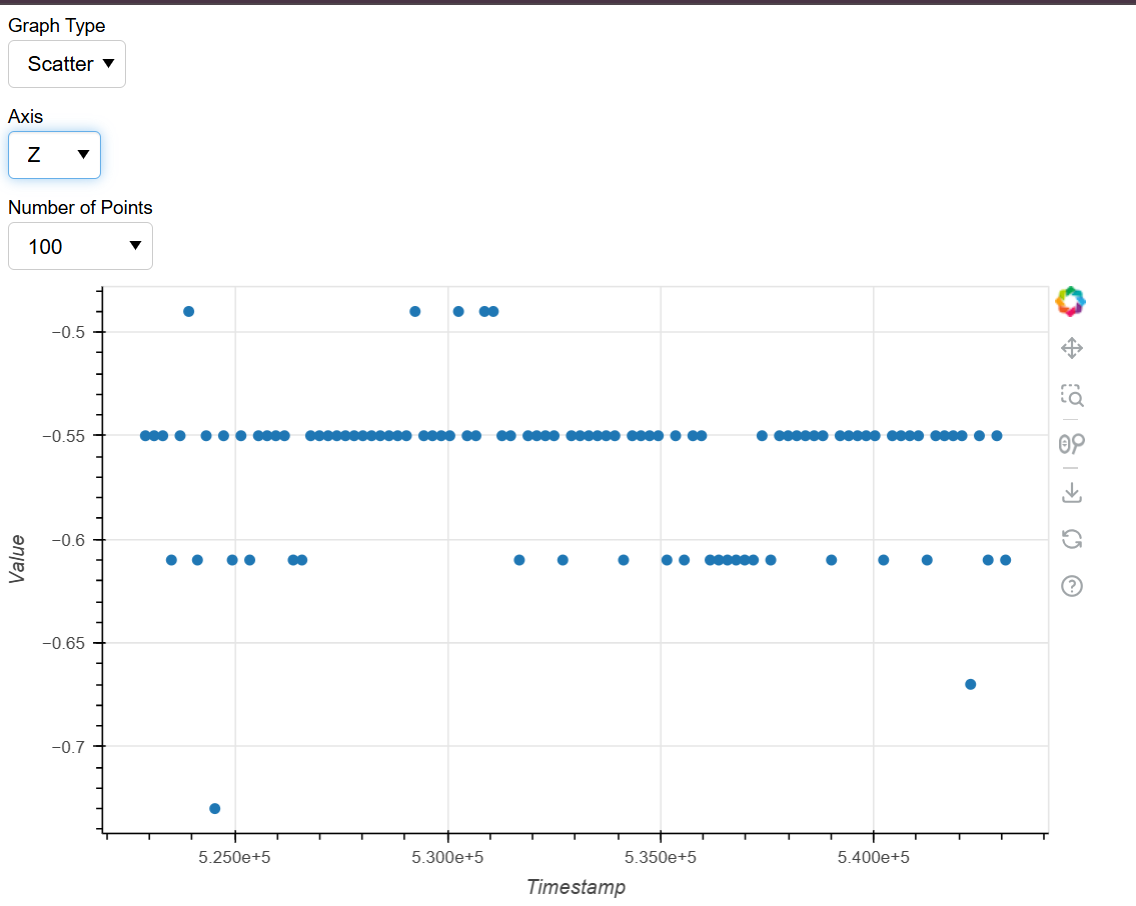 Graph Type
Scatter
Axis
Z
Number of Points
100
−0.5
−0.55
−0.6
−0.65
−0.7
Value
5.250e+5 5.300e+5 5.350e+5 5.400e+5
Timestamp